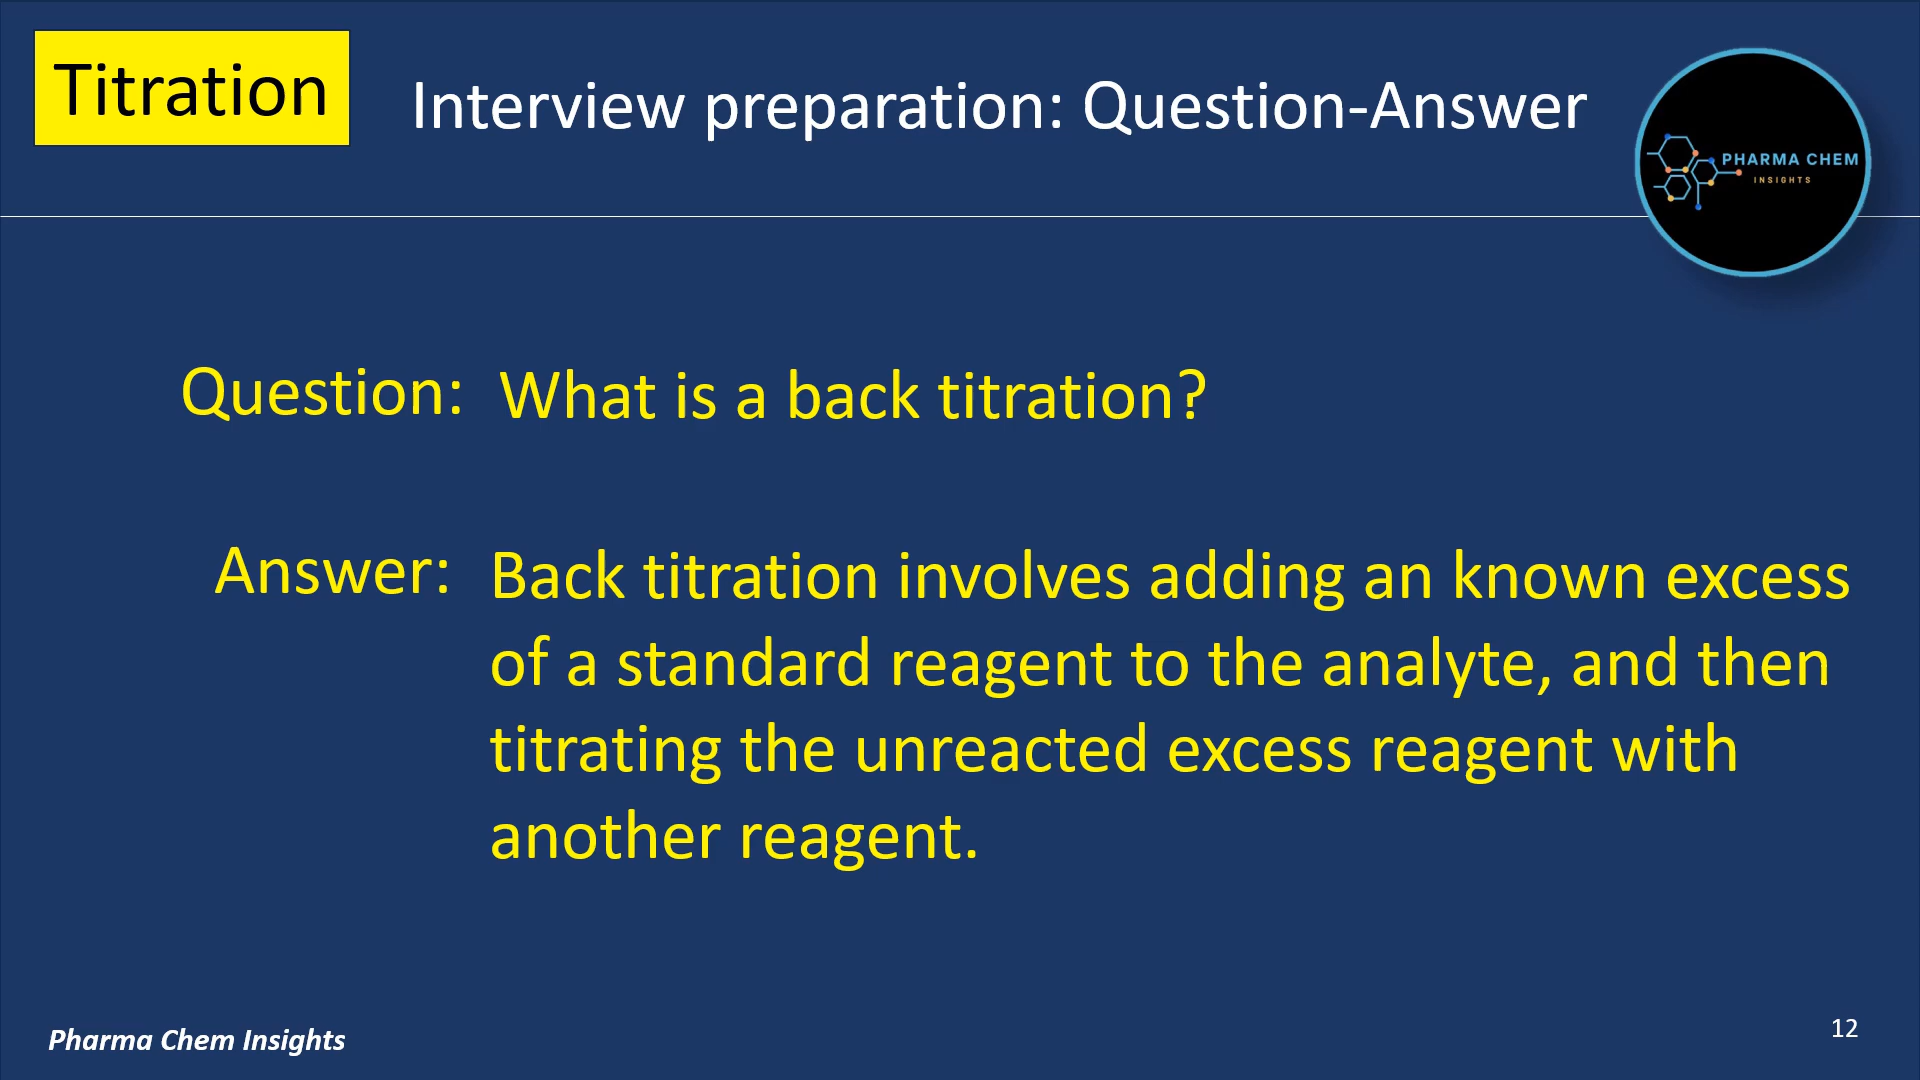 Titration
Interview preparation: Question-Answer
PHARMA CHEM
INSIGHTS
Question: What is a back titration?
Answer: Back titration involves adding an known excess
of a standard reagent to the analyte, and then
titrating the unreacted excess reagent with
another reagent.
Pharma Chem Insights
12